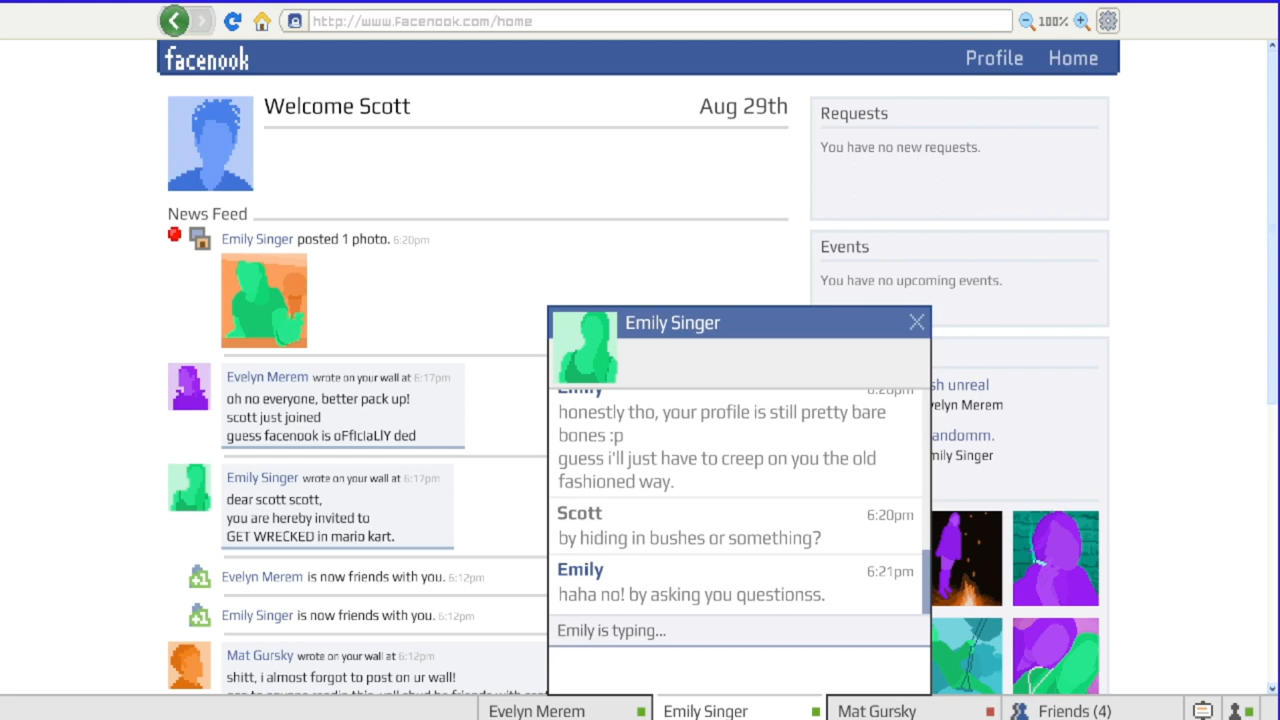 http://www.facenook.com/home
100%
facenook
Profile Home
Welcome Scott
Aug 29th
News Feed
Emily Singer posted 1 photo. 6:20pm
Evelyn Merem wrote on your wall at 6:17pm
oh no everyone, better pack up!
scott just joined
guess facenook is oFfIcIaLlY ded
Emily Singer wrote on your wall at 6:17pm
dear scott scott,
you are hereby invited to
GET WRECKED in mario kart.
Evelyn Merem is now friends with you. 6:12pm
Emily Singer is now friends with you. 6:12pm
Mat Gursky wrote on your wall at 6:12pm
shitt, i almost forgot to post on ur wall!
Requests
You have no new requests.
Events
You have no upcoming events.
sh unreal
velyn Merem
andomm.
mily Singer
Emily Singer
Emily 6:20pm
honestly tho, your profile is still pretty bare
bones :p
guess i'll just have to creep on you the old
fashioned way.
Scott 6:20pm
by hiding in bushes or something?
Emily 6:21pm
haha no! by asking you questionss.
Emily is typing...
Evelyn Merem
Emily Singer
Mat Gursky
Friends (4)